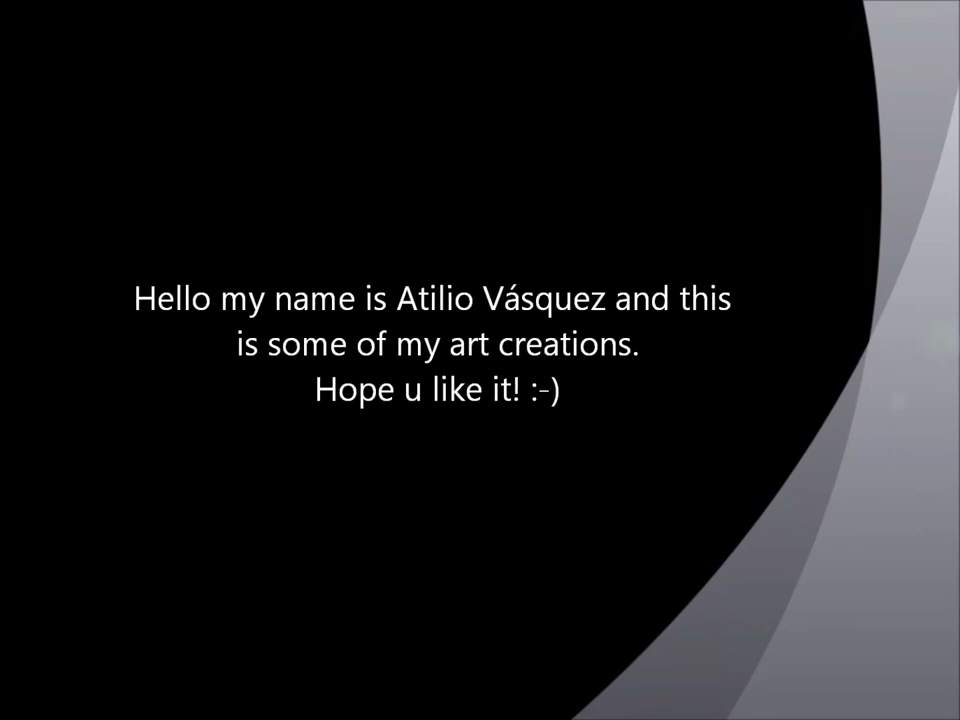 Hello my name is Atilio Vásquez and this
is some of my art creations.
Hope u like it! :-)